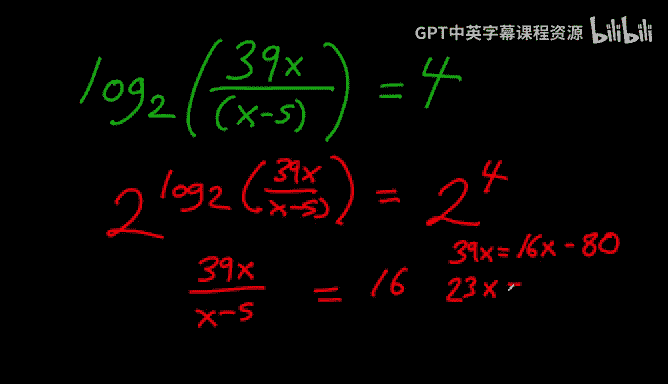 GPT中英字幕课程资源 bilibili
log₂(39x/(x-5)) = 4
2^log₂(39x/(x-5)) = 2^4
39x = 16x - 80
39x/(x-5) = 16
23x -